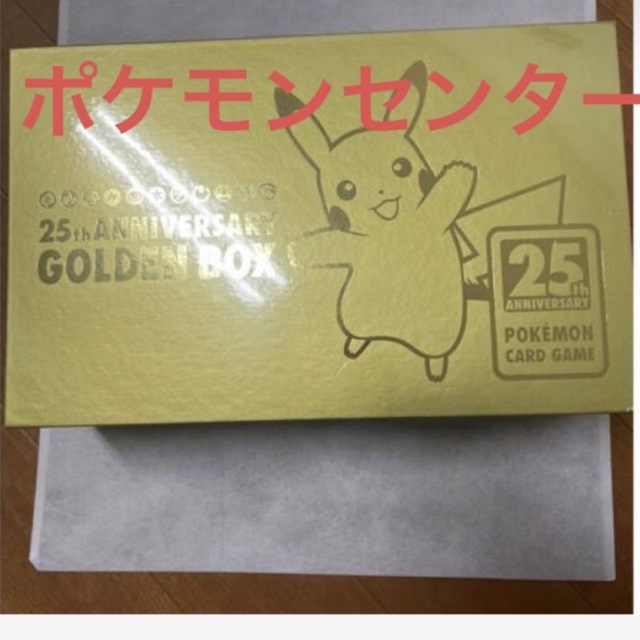 ポケモンセンター
25th ANNIVERSARY
GOLDEN BOX
25th
ANNIVERSARY
POKÉMON
CARD GAME